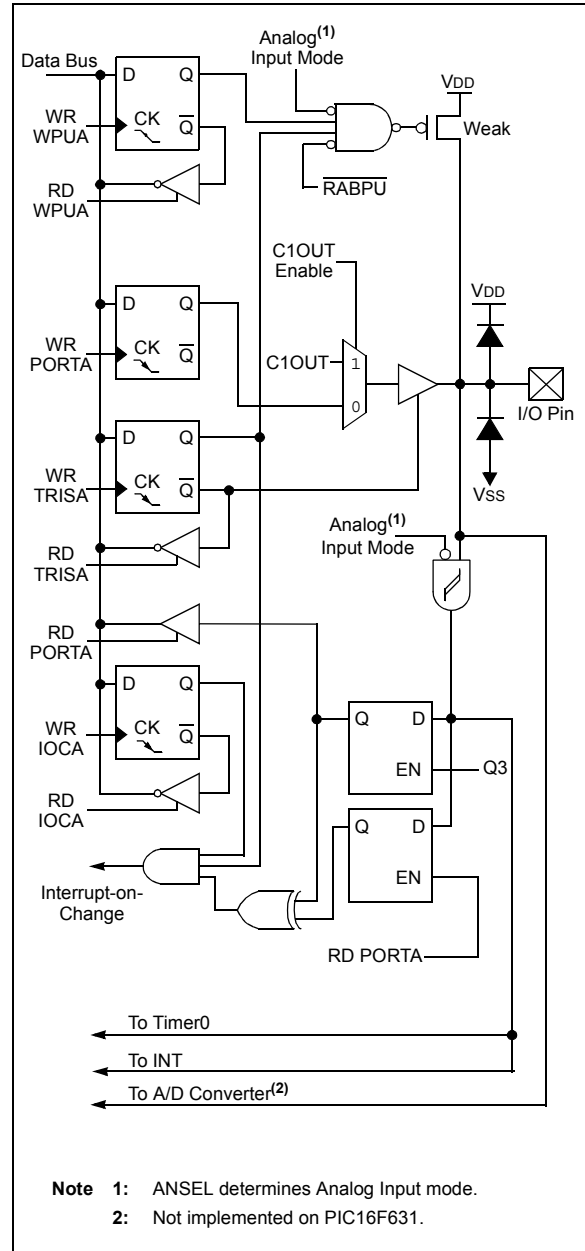 Analog(1)
Input Mode
Data Bus
D Q
VDD
WR
WPUA
CK Q
Weak
RD
WPUA
RABPU
C1OUT
Enable
D Q
VDD
WR
PORTA
CK Q
C1OUT
1
0
I/O Pin
D Q
WR
TRISA
CK Q
VSS
Analog(1)
Input Mode
RD
TRISA
RD
PORTA
D Q
Q D
WR
IOCA
CK Q
EN
Q3
RD
IOCA
Q D
EN
Interrupt-on-
Change
RD PORTA
To Timer0
To INT
To A/D Converter(2)
Note 1: ANSEL determines Analog Input mode.
2: Not implemented on PIC16F631.